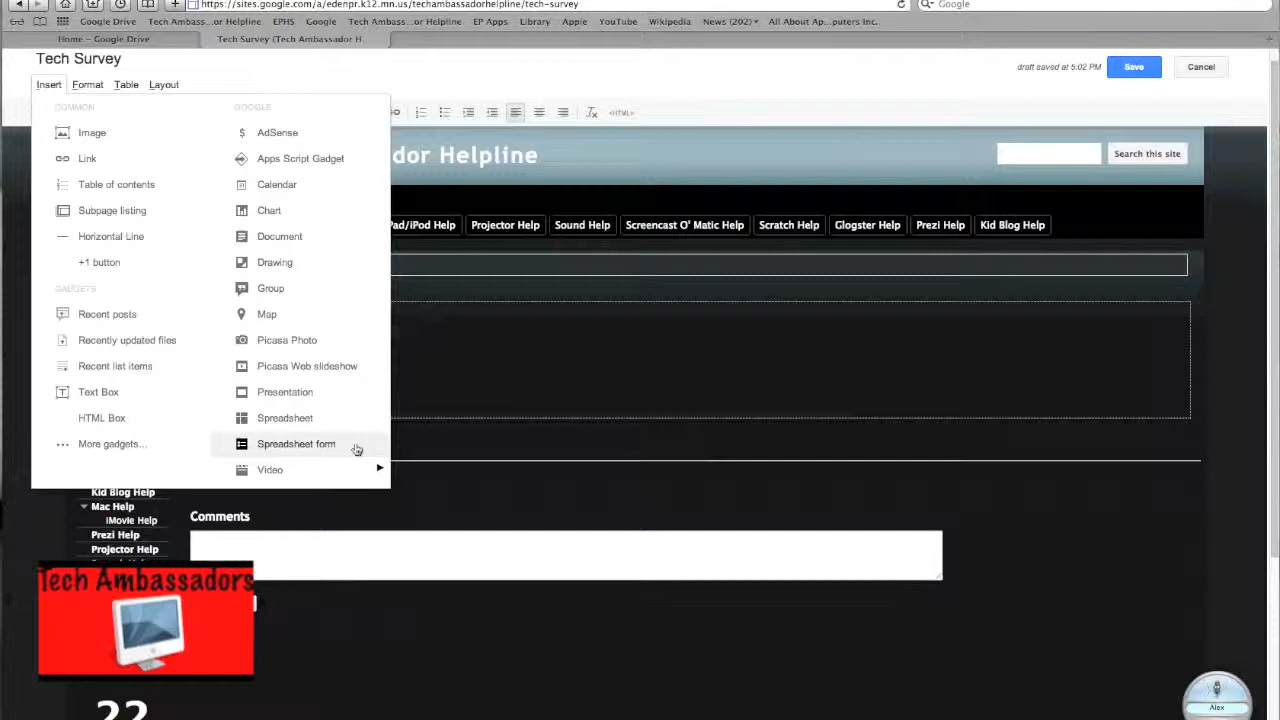 https://sites.google.com/a/edenpr.k12.mn.us/techambassadorhelpline/tech-survey
Google
Google Drive
Tech Ambass...or Helpline
EPHS
Google
Tech Ambass...or Helpline
EP Apps
Library
Apple
YouTube
Wikipedia
News (202)
All About Ap...puters Inc.
Home – Google Drive
Tech Survey (Tech Ambassador H...
Tech Survey
draft saved at 5:02 PM
Save
Cancel
Insert
Format
Table
Layout
<HTML>
COMMON
Image
Link
Table of contents
Subpage listing
Horizontal Line
+1 button
GADGETS
Recent posts
Recently updated files
Recent list items
Text Box
HTML Box
More gadgets...
GOOGLE
AdSense
Apps Script Gadget
Calendar
Chart
Document
Drawing
Group
Map
Picasa Photo
Picasa Web slideshow
Presentation
Spreadsheet
Spreadsheet form
Video
dor Helpline
Search this site
Pad/iPod Help
Projector Help
Sound Help
Screencast O' Matic Help
Scratch Help
Glogster Help
Prezi Help
Kid Blog Help
Kid Blog Help
Mac Help
iMovie Help
Prezi Help
Projector Help
Comments
Tech Ambassadors
22
Alex